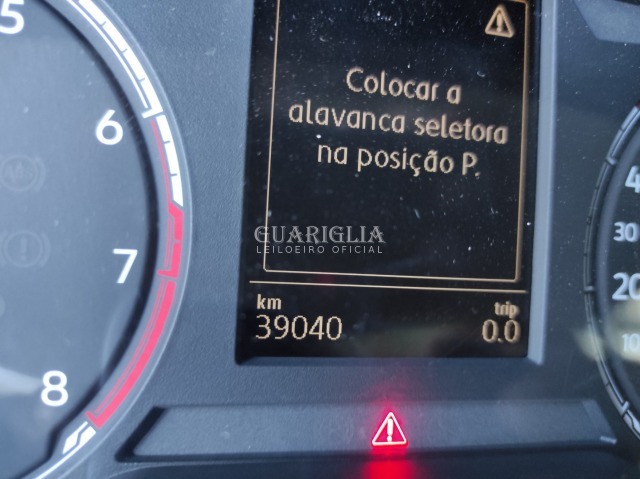 5
6
7
8
Colocar a
alavanca seletora
na posição P.
GUARIGLIA
LEILOEIRO OFICIAL
km
39040
trip
0.0
30
20
10